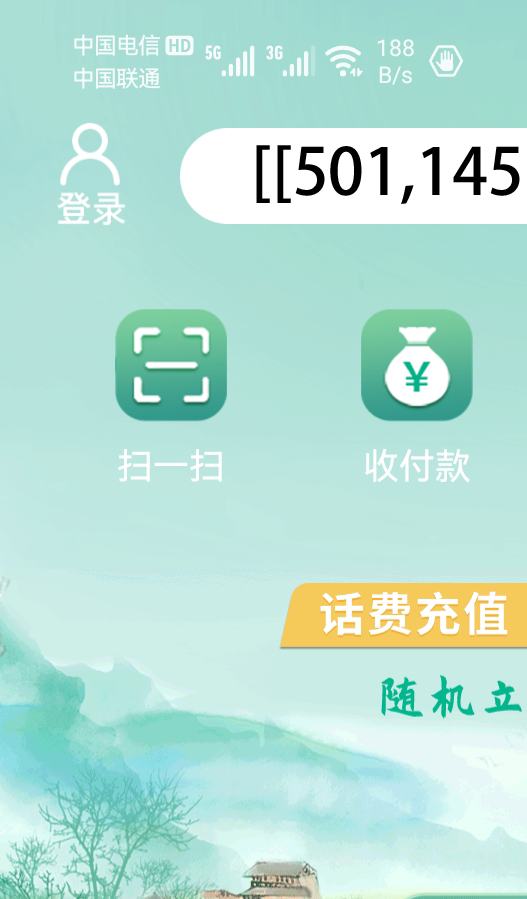 中国电信 HD 5G 3G 188
中国联通 B/s
登录
[[501,145
¥
扫一扫 收付款
话费充值
随机立